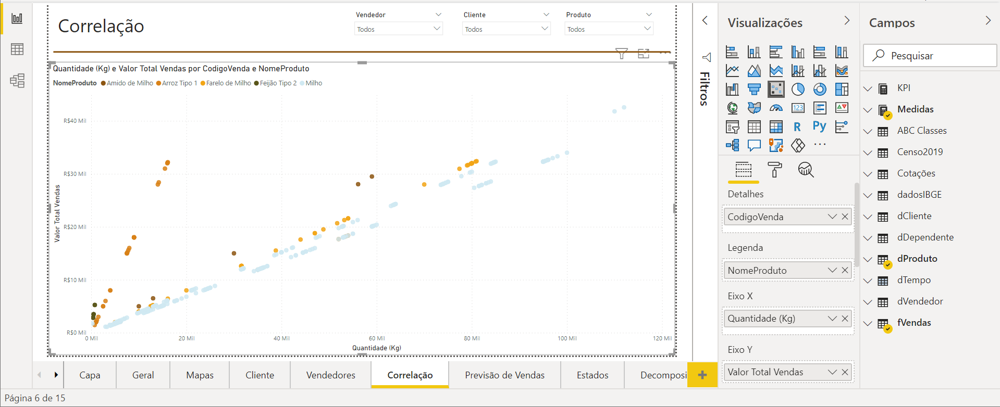 Correlação
Vendedor
Todos
Cliente
Todos
Produto
Todos
Quantidade (Kg) e Valor Total Vendas por CodigoVenda e NomeProduto
NomeProduto Amido de Milho Arroz Tipo 1 Farelo de Milho Feijão Tipo 2 Milho
Valor Total Vendas
R$40 Mil
R$30 Mil
R$20 Mil
R$10 Mil
R$0 Mil
0 Mil 20 Mil 40 Mil 60 Mil 80 Mil 100 Mil 120 Mil
Quantidade (Kg)
Filtros
Visualizações
123
R
Py
Detalhes
CodigoVenda
Legenda
NomeProduto
Eixo X
Quantidade (Kg)
Eixo Y
Valor Total Vendas
Campos
Pesquisar
KPI
Medidas
ABC Classes
Censo2019
Cotações
dadosIBGE
dCliente
dDependente
dProduto
dTempo
dVendedor
fVendas
Capa Geral Mapas Cliente Vendedores Correlação Previsão de Vendas Estados Decomposi
Página 6 de 15